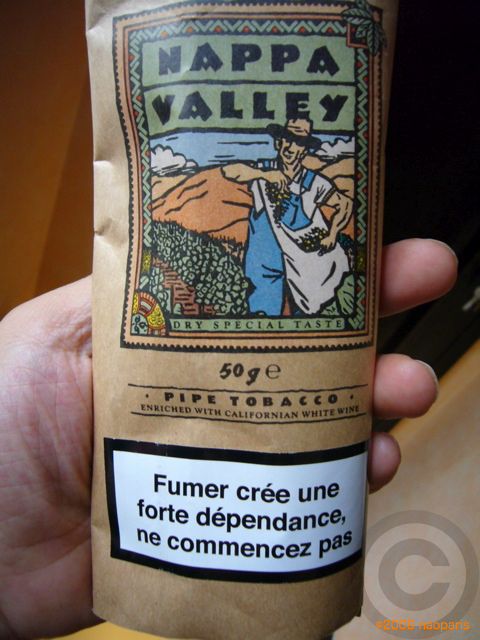 NAPPA
VALLEY
DRY SPECIAL TASTE
50g e
· PIPE TOBACCO ·
ENRICHED WITH CALIFORNIAN WHITE WINE
Fumer crée une
forte dépendance,
ne commencez pas
C
©2006 naoparis